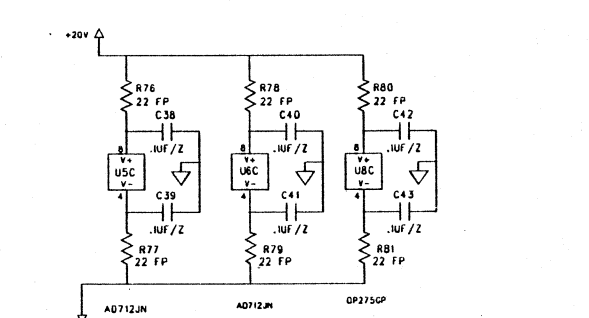 +20V
R76
22 FP
C38
.1UF/Z
8
V+
U5C
V-
4
C39
.1UF/Z
R77
22 FP
AD712JN
R78
22 FP
C40
.1UF/Z
8
V+
U6C
V-
4
C41
.1UF/Z
R79
22 FP
AD712JN
R80
22 FP
C42
.1UF/Z
8
V+
U8C
V-
4
C43
.1UF/Z
R81
22 FP
OP275GP